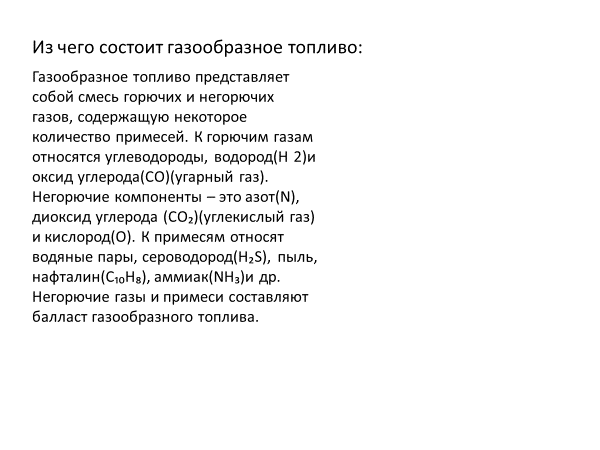 Из чего состоит газообразное топливо:
Газообразное топливо представляет
собой смесь горючих и негорючих
газов, содержащую некоторое
количество примесей. К горючим газам
относятся углеводороды, водород(H 2)и
оксид углерода(CO)(угарный газ).
Негорючие компоненты – это азот(N),
диоксид углерода (CO₂)(углекислый газ)
и кислород(O). К примесям относят
водяные пары, сероводород(H₂S), пыль,
нафталин(C₁₀H₈), аммиак(NH₃)и др.
Негорючие газы и примеси составляют
балласт газообразного топлива.